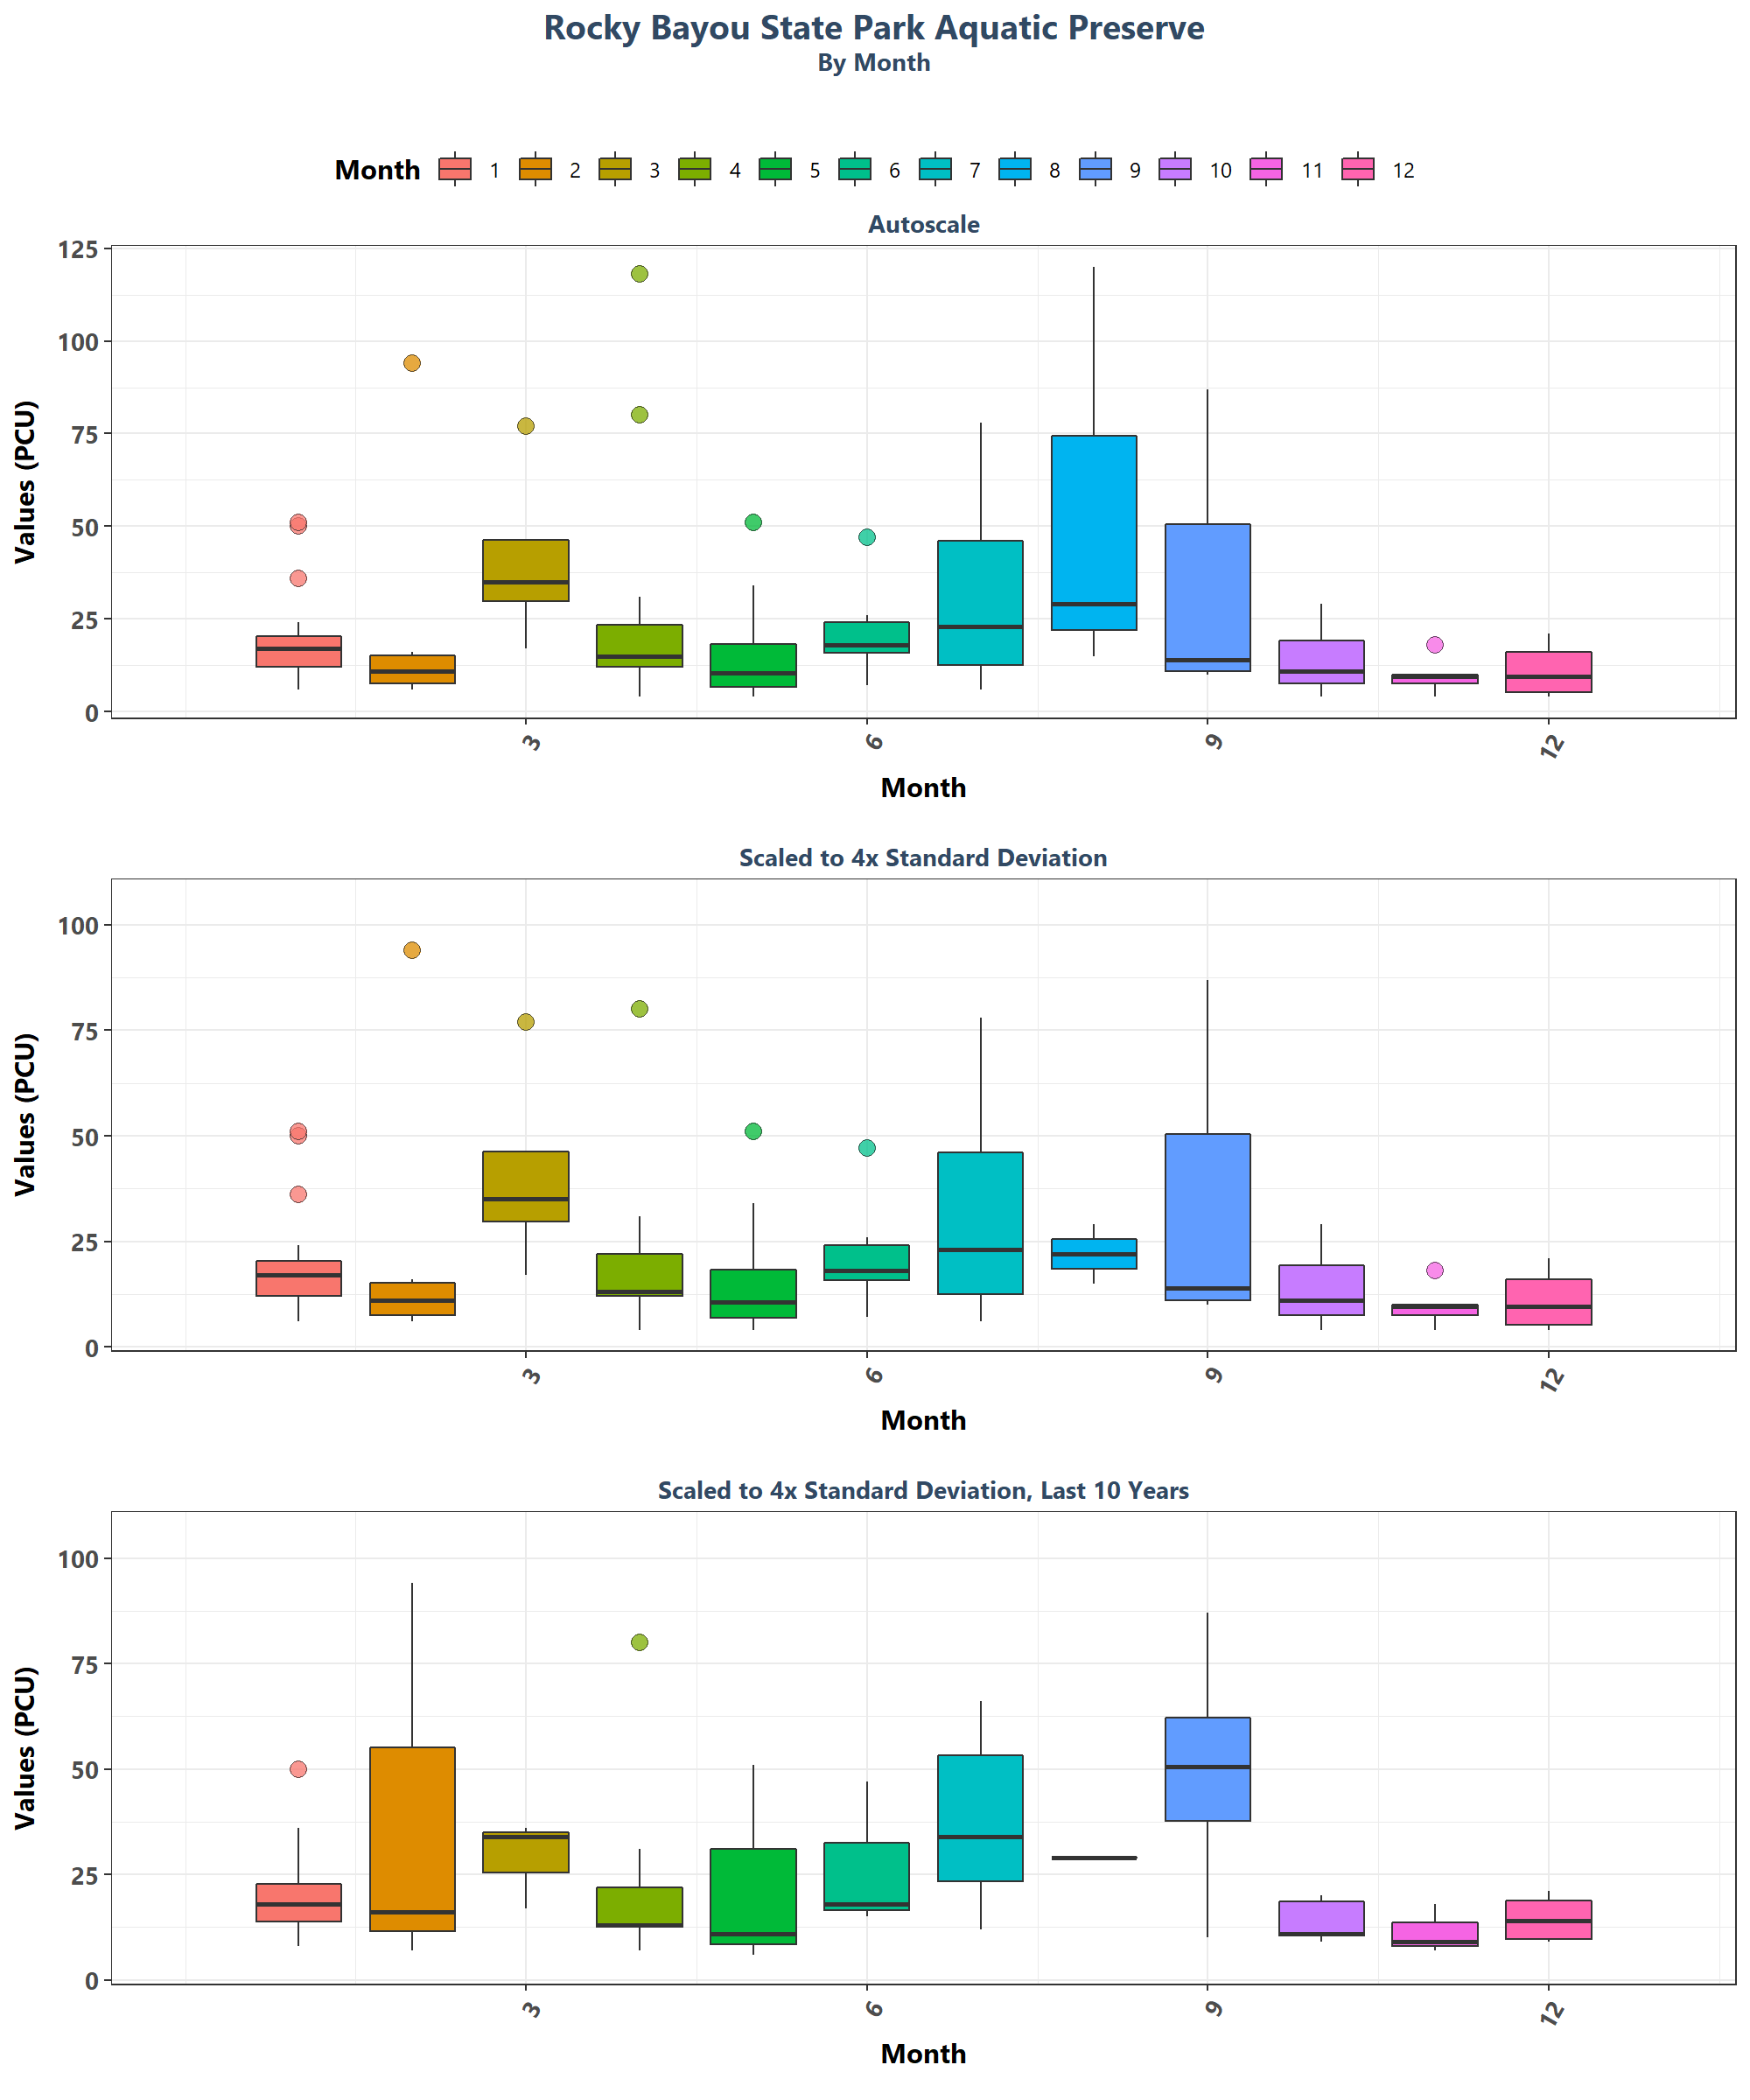 Rocky Bayou State Park Aquatic Preserve
By Month
Month 1 2 3 4 5 6 7 8 9 10 11 12
Autoscale
Values (PCU)
125
100
75
50
25
0
3 6 9 12
Month
Scaled to 4x Standard Deviation
Values (PCU)
100
75
50
25
0
3 6 9 12
Month
Scaled to 4x Standard Deviation, Last 10 Years
Values (PCU)
100
75
50
25
0
3 6 9 12
Month